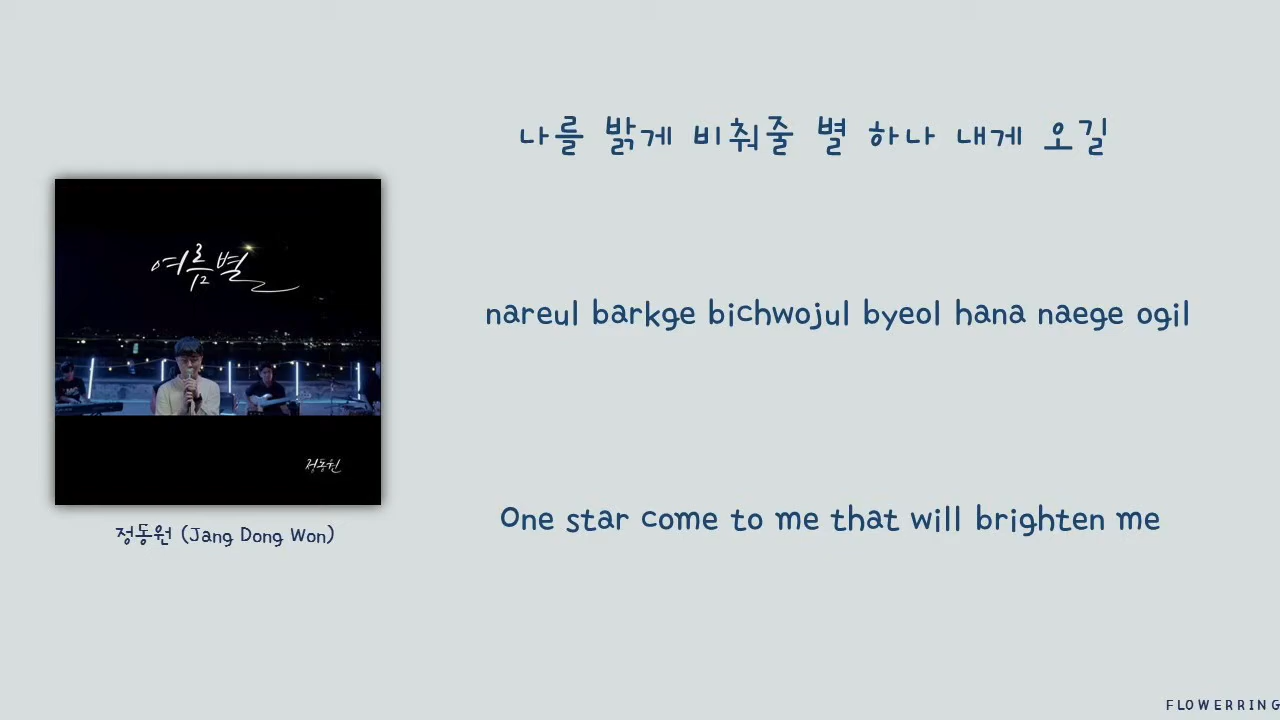 나를 밝게 비춰줄 별 하나 내게 오길
여름별
nareul barkge bichwojul byeol hana naege ogil
정동원
One star come to me that will brighten me
정동원 (Jang Dong Won)
FLOWERRING